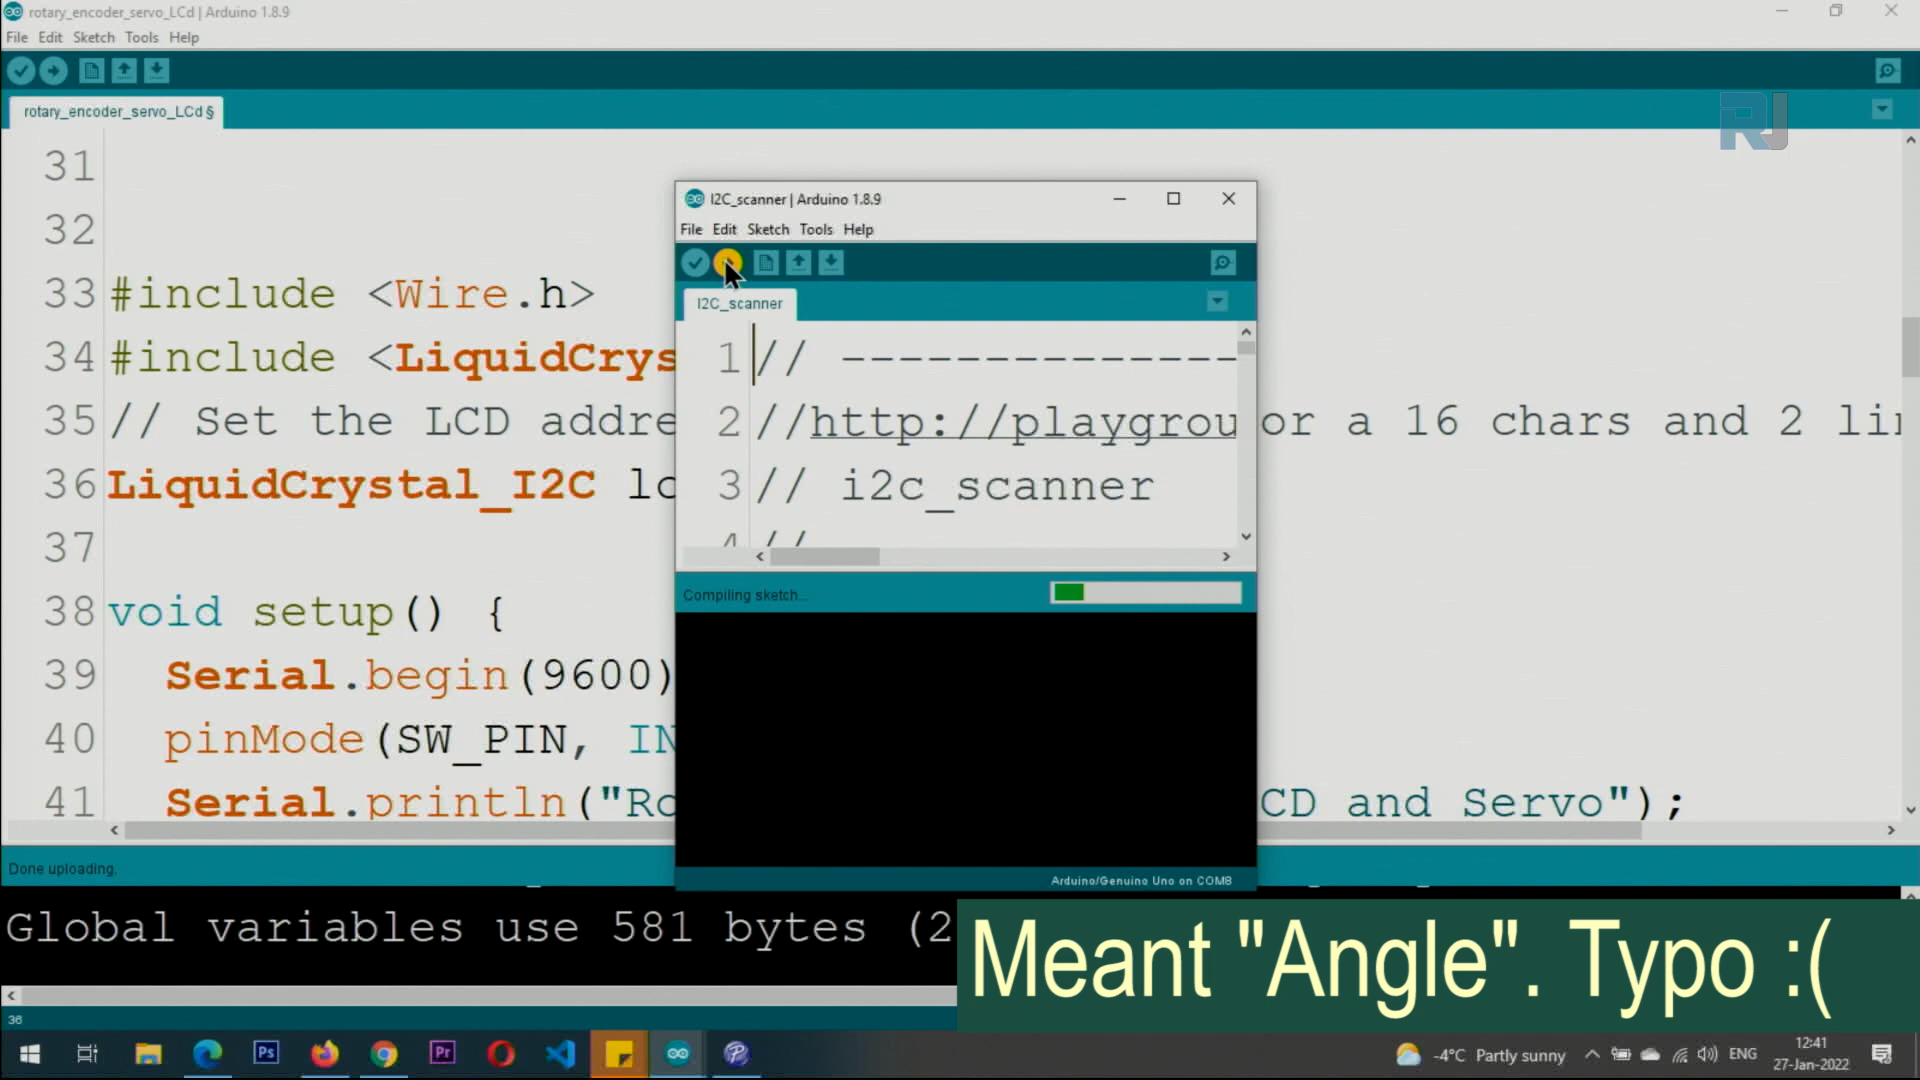 rotary_encoder_servo_LCd | Arduino 1.8.9
File Edit Sketch Tools Help
rotary_encoder_servo_LCd §
RJ
31
32
33 #include <Wire.h>
34 #include <LiquidCrys
35 // Set the LCD addre
or a 16 chars and 2 li
36 LiquidCrystal_I2C lc
37
38 void setup() {
39 Serial.begin(9600)
40 pinMode(SW_PIN, IN
41 Serial.println("Ro
CD and Servo");
I2C_scanner | Arduino 1.8.9
File Edit Sketch Tools Help
I2C_scanner
1 // --------------
2 //http://playgrou
3 // i2c_scanner
4 //
Compiling sketch...
Arduino/Genuino Uno on COM8
Done uploading.
Global variables use 581 bytes (2
Meant "Angle". Typo :(
36
Ps
Pr
-4°C Partly sunny
ENG
12:41
27-Jan-2022